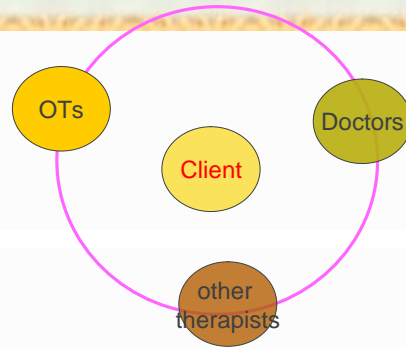 OTs
Doctors
Client
other
therapists